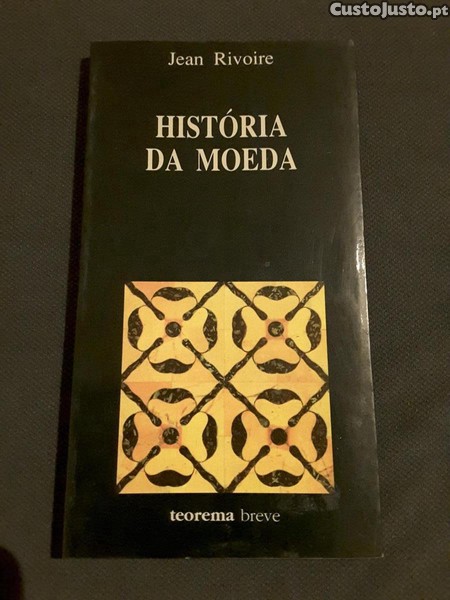 CustoJusto.pt
Jean Rivoire
HISTÓRIA
DA MOEDA
teorema breve